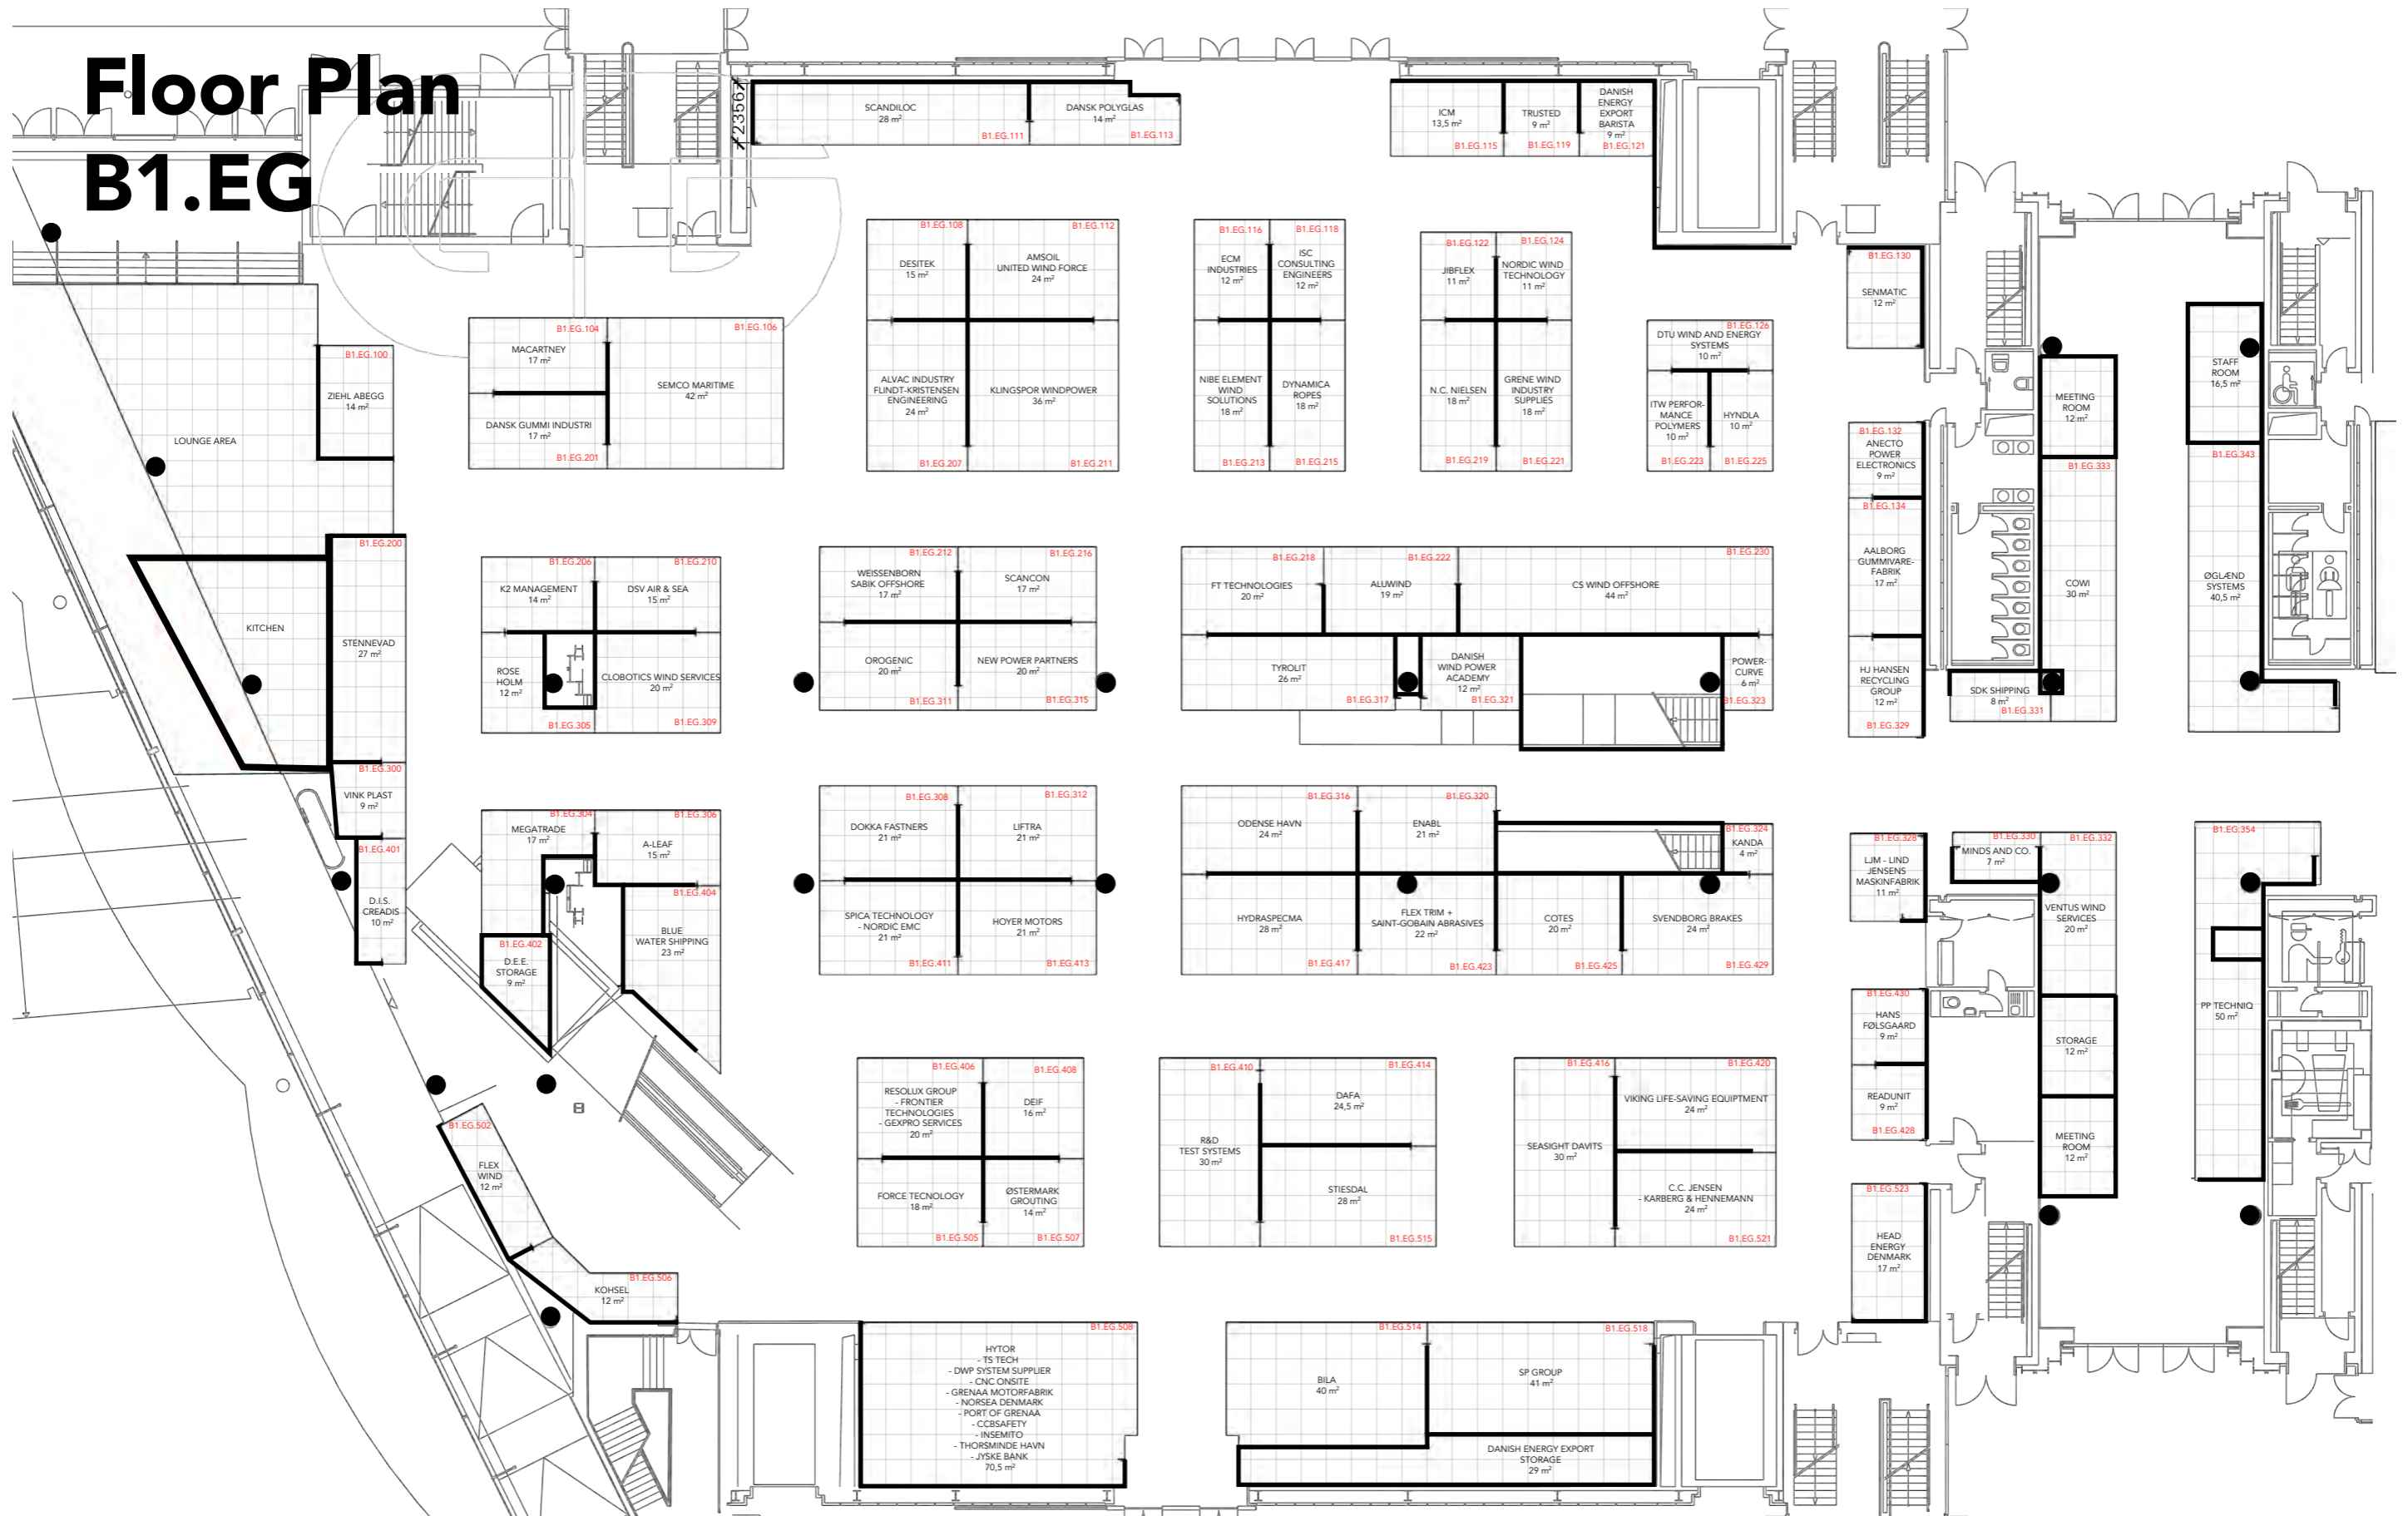 Floor Plan
B1.EG
2356
SCANDILOC
28 m²
B1.EG.111
DANSK POLYGLAS
14 m²
B1.EG.113
ICM
13,5 m²
B1.EG.115
TRUSTED
9 m²
B1.EG.119
DANISH
ENERGY
EXPORT
BARISTA
9 m²
B1.EG.121
B1.EG.108
DESITEK
15 m²
B1.EG.112
AMSOIL
UNITED WIND FORCE
24 m²
ALVAC INDUSTRY
FLINDT-KRISTENSEN
ENGINEERING
24 m²
B1.EG.207
KLINGSPOR WINDPOWER
36 m²
B1.EG.211
B1.EG.116
ECM
INDUSTRIES
12 m²
B1.EG.118
ISC
CONSULTING
ENGINEERS
12 m²
NIBE ELEMENT
WIND
SOLUTIONS
18 m²
B1.EG.213
DYNAMICA
ROPES
18 m²
B1.EG.215
B1.EG.122
JIBFLEX
11 m²
B1.EG.124
NORDIC WIND
TECHNOLOGY
11 m²
N.C. NIELSEN
18 m²
B1.EG.219
GRENE WIND
INDUSTRY
SUPPLIES
18 m²
B1.EG.221
B1.EG.126
DTU WIND AND ENERGY
SYSTEMS
10 m²
ITW PERFOR-
MANCE
POLYMERS
10 m²
B1.EG.223
HYNDLA
10 m²
B1.EG.225
B1.EG.130
SENMATIC
12 m²
B1.EG.132
ANECTO
POWER
ELECTRONICS
9 m²
B1.EG.134
AALBORG
GUMMIVARE-
FABRIK
17 m²
HJ HANSEN
RECYCLING
GROUP
12 m²
B1.EG.329
MEETING
ROOM
12 m²
B1.EG.333
COWI
30 m²
SDK SHIPPING
8 m²
B1.EG.331
STAFF
ROOM
16,5 m²
B1.EG.343
ØGLÆND
SYSTEMS
40,5 m²
LOUNGE AREA
B1.EG.100
ZIEHL ABEGG
14 m²
B1.EG.104
MACARTNEY
17 m²
B1.EG.106
SEMCO MARITIME
42 m²
DANSK GUMMI INDUSTRI
17 m²
B1.EG.201
KITCHEN
B1.EG.200
STENNEVAD
27 m²
B1.EG.300
VINK PLAST
9 m²
B1.EG.401
D.I.S.
CREADIS
10 m²
B1.EG.206
K2 MANAGEMENT
14 m²
B1.EG.210
DSV AIR & SEA
15 m²
ROSE
HOLM
12 m²
B1.EG.305
CLOBOTICS WIND SERVICES
20 m²
B1.EG.309
B1.EG.212
WEISSENBORN
SABIK OFFSHORE
17 m²
B1.EG.216
SCANCON
17 m²
OROGENIC
20 m²
B1.EG.311
NEW POWER PARTNERS
20 m²
B1.EG.315
B1.EG.218
FT TECHNOLOGIES
20 m²
B1.EG.222
ALUWIND
19 m²
B1.EG.230
CS WIND OFFSHORE
44 m²
TYROLIT
26 m²
B1.EG.317
DANISH
WIND POWER
ACADEMY
12 m²
B1.EG.321
POWER-
CURVE
6 m²
B1.EG.323
B1.EG.304
MEGATRADE
17 m²
B1.EG.306
A-LEAF
15 m²
B1.EG.404
BLUE
WATER SHIPPING
23 m²
B1.EG.402
D.E.E.
STORAGE
9 m²
B1.EG.308
DOKKA FASTNERS
21 m²
B1.EG.312
LIFTRA
21 m²
SPICA TECHNOLOGY
- NORDIC EMC
21 m²
B1.EG.411
HOYER MOTORS
21 m²
B1.EG.413
B1.EG.316
ODENSE HAVN
24 m²
B1.EG.320
ENABL
21 m²
B1.EG.324
KANDA
4 m²
HYDRASPECMA
28 m²
B1.EG.417
FLEX TRIM +
SAINT-GOBAIN ABRASIVES
22 m²
B1.EG.423
COTES
20 m²
B1.EG.425
SVENDBORG BRAKES
24 m²
B1.EG.429
B1.EG.328
LJM - LIND
JENSENS
MASKINFABRIK
11 m²
B1.EG.330
MINDS AND CO.
7 m²
B1.EG.332
VENTUS WIND
SERVICES
20 m²
B1.EG.354
PP TECHNIQ
50 m²
B1.EG.430
HANS
FØLSGAARD
9 m²
READUNIT
9 m²
B1.EG.428
STORAGE
12 m²
MEETING
ROOM
12 m²
B1.EG.523
HEAD
ENERGY
DENMARK
17 m²
B1.EG.406
RESOLUX GROUP
- FRONTIER
TECHNOLOGIES
- GEXPRO SERVICES
20 m²
B1.EG.408
DEIF
16 m²
FORCE TECNOLOGY
18 m²
B1.EG.505
ØSTERMARK
GROUTING
14 m²
B1.EG.507
B1.EG.410
R&D
TEST SYSTEMS
30 m²
B1.EG.414
DAFA
24,5 m²
STIESDAL
28 m²
B1.EG.515
B1.EG.416
SEASIGHT DAVITS
30 m²
B1.EG.420
VIKING LIFE-SAVING EQUIPTMENT
24 m²
C.C. JENSEN
- KARBERG & HENNEMANN
24 m²
B1.EG.521
B1.EG.502
FLEX
WIND
12 m²
B1.EG.506
KOHSEL
12 m²
B1.EG.508
HYTOR
- TS TECH
- DWP SYSTEM SUPPLIER
- CNC ONSITE
- GRENAA MOTORFABRIK
- NORSEA DENMARK
- PORT OF GRENAA
- CCBSAFETY
- INSEMITO
- THORSMINDE HAVN
- JYSKE BANK
70,5 m²
B1.EG.514
BILA
40 m²
B1.EG.518
SP GROUP
41 m²
DANISH ENERGY EXPORT
STORAGE
29 m²